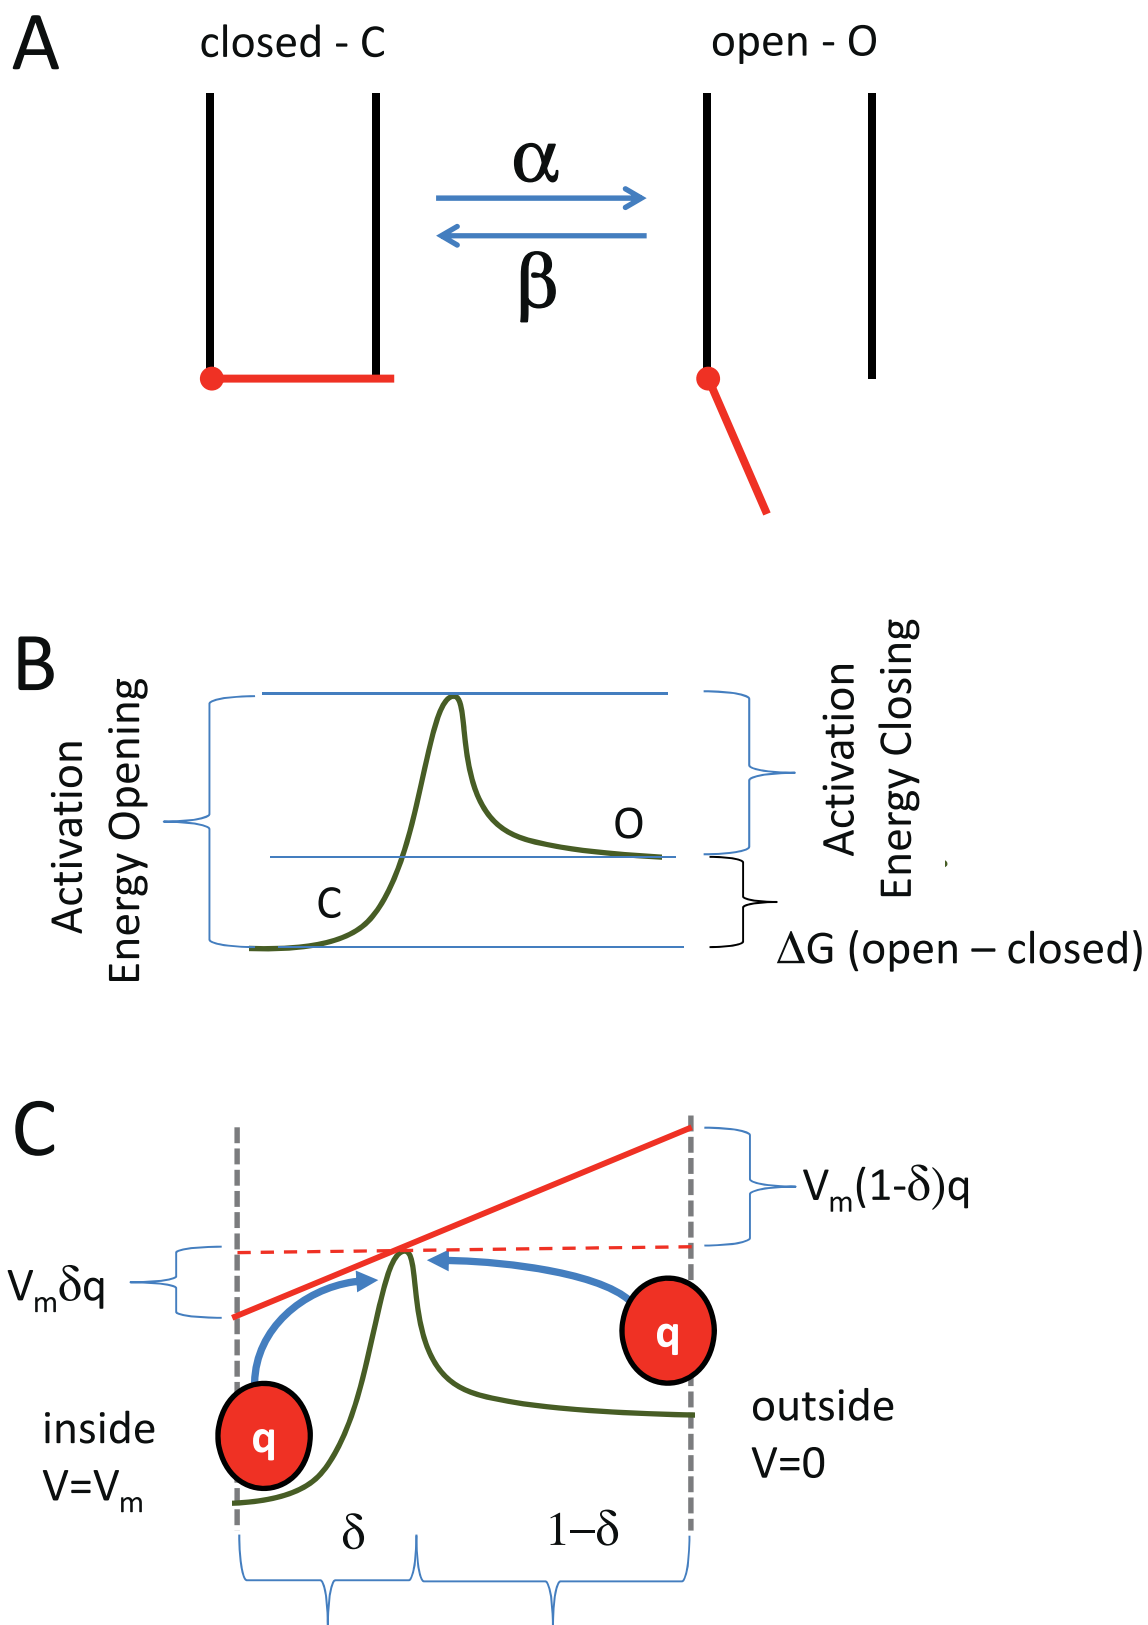 A
closed - C
open - O
α
β
B
Activation
Energy Opening
C
O
Activation
Energy Closing
ΔG (open – closed)
C
Vₘ(1-δ)q
Vₘδq
q
q
inside
V=Vₘ
outside
V=0
δ
1–δ